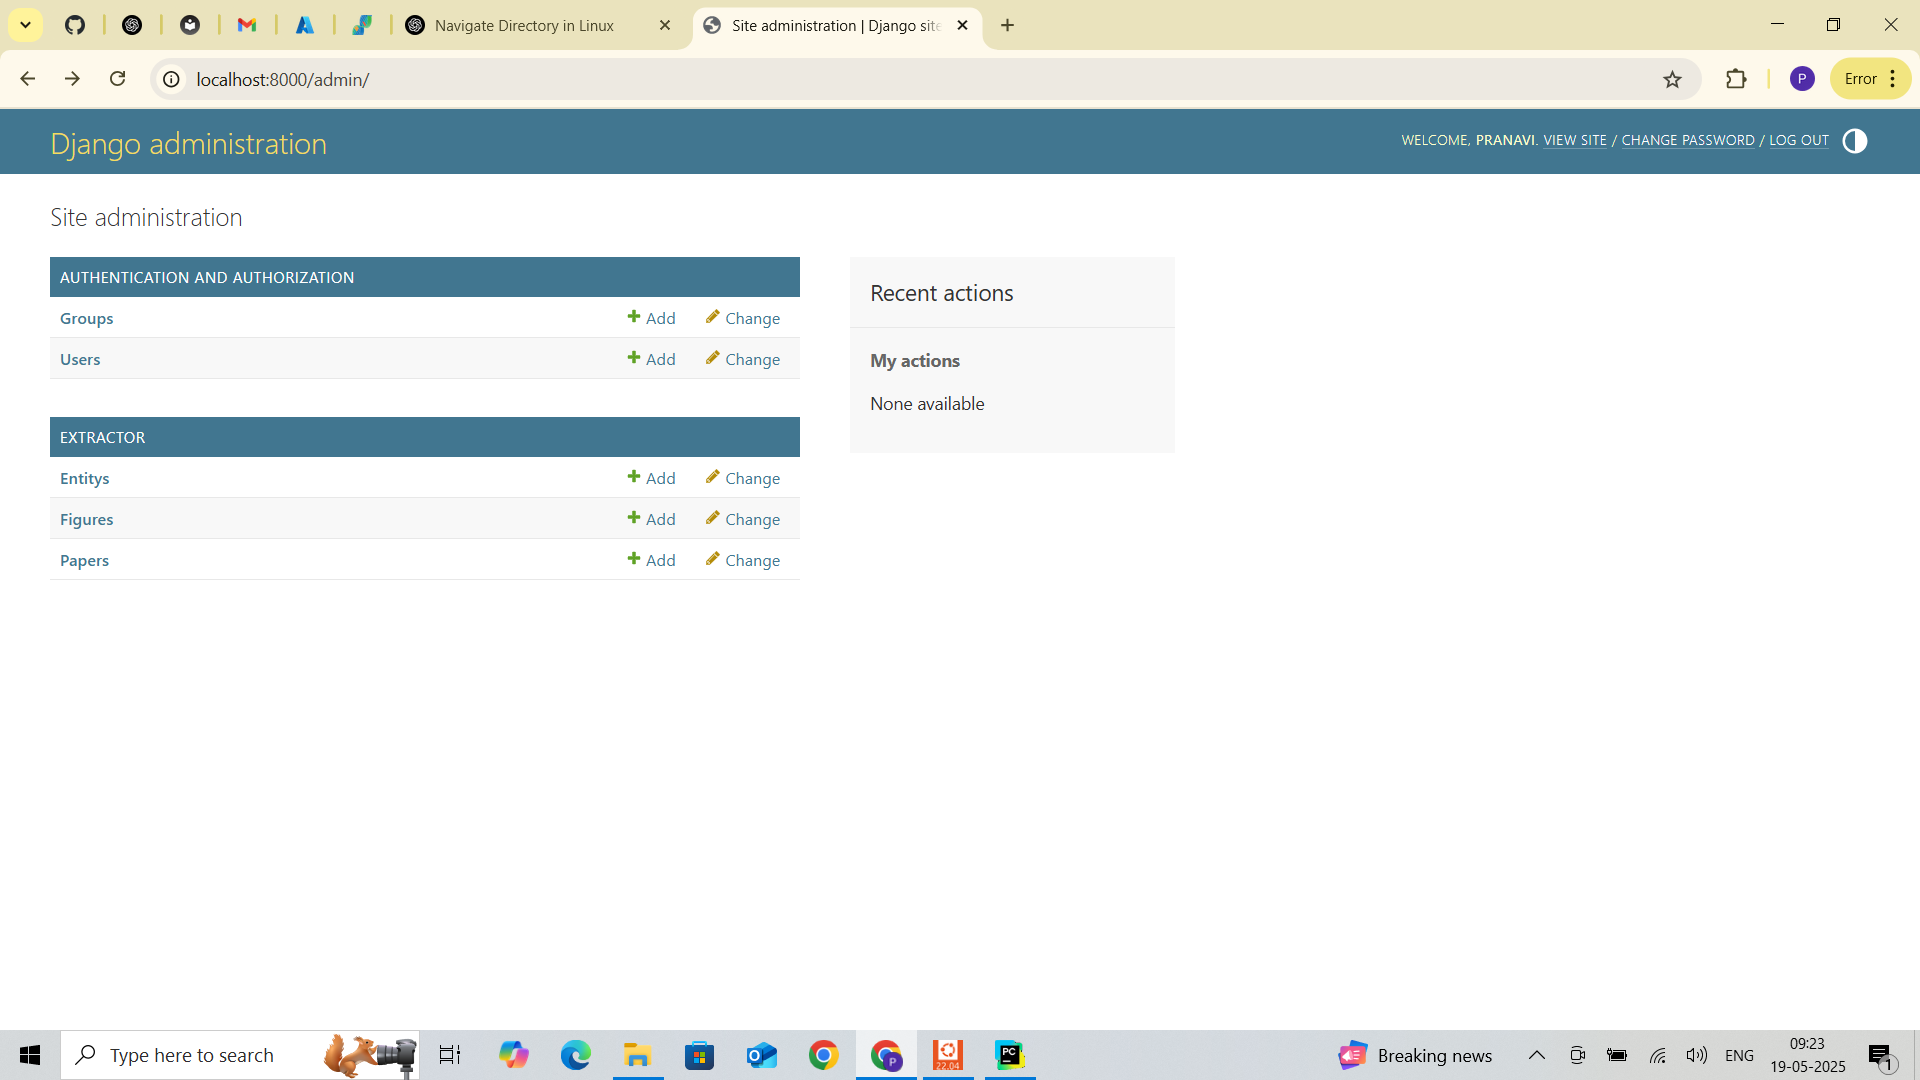 Navigate Directory in Linux
Site administration | Django site
localhost:8000/admin/
P
Error
Django administration
WELCOME, PRANAVI. VIEW SITE / CHANGE PASSWORD / LOG OUT
Site administration
AUTHENTICATION AND AUTHORIZATION
Groups Add Change
Users Add Change
EXTRACTOR
Entitys Add Change
Figures Add Change
Papers Add Change
Recent actions
My actions
None available
Type here to search
P
22.04
PC
Breaking news
ENG
09:23
19-05-2025
1